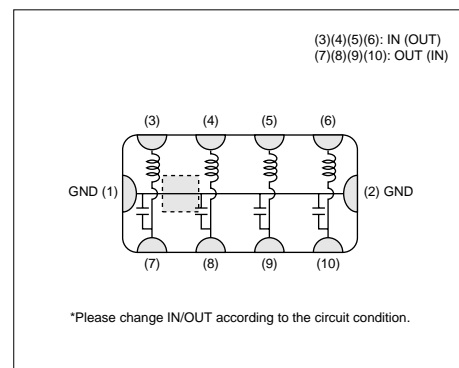 (3)(4)(5)(6): IN (OUT)
(7)(8)(9)(10): OUT (IN)
(3) (4) (5) (6)
GND (1) (2) GND
(7) (8) (9) (10)
*Please change IN/OUT according to the circuit condition.